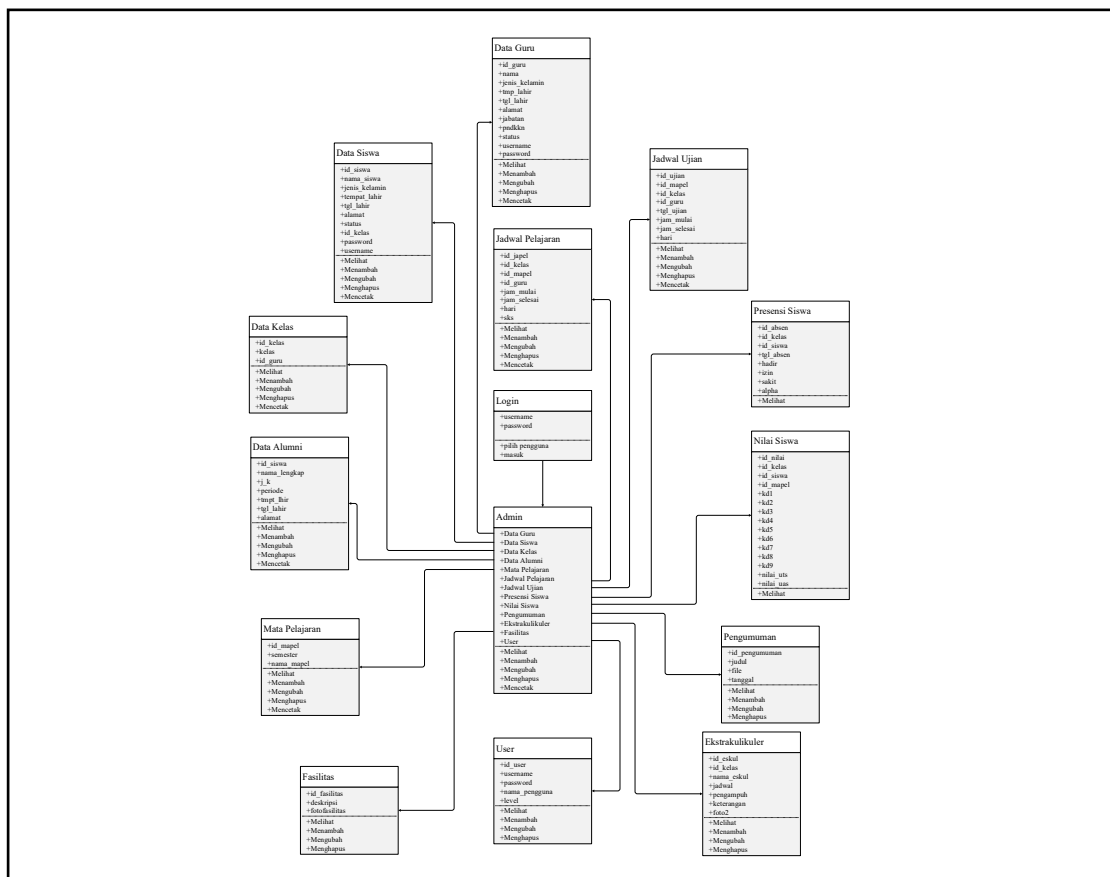 Data Guru
+id_guru
+nama
+jenis_kelamin
+tmp_lahir
+tgl_lahir
+alamat
+jabatan
+pndkkn
+status
+username
+password
+Melihat
+Menambah
+Mengubah
+Menghapus
+Mencetak
Data Siswa
+id_siswa
+nama_siswa
+jenis_kelamin
+tempat_lahir
+tgl_lahir
+alamat
+status
+id_kelas
+password
+username
+Melihat
+Menambah
+Mengubah
+Menghapus
+Mencetak
Jadwal Ujian
+id_ujian
+id_mapel
+id_kelas
+id_guru
+tgl_ujian
+jam_mulai
+jam_selesai
+hari
+Melihat
+Menambah
+Mengubah
+Menghapus
+Mencetak
Jadwal Pelajaran
+id_japel
+id_kelas
+id_mapel
+id_guru
+jam_mulai
+jam_selesai
+hari
+sks
+Melihat
+Menambah
+Mengubah
+Menghapus
+Mencetak
Presensi Siswa
+id_absen
+id_kelas
+id_siswa
+tgl_absen
+hadir
+izin
+sakit
+alpha
+Melihat
Data Kelas
+id_kelas
+kelas
+id_guru
+Melihat
+Menambah
+Mengubah
+Menghapus
+Mencetak
Login
+username
+password
+pilih pengguna
+masuk
Data Alumni
+id_siswa
+nama_lengkap
+j_k
+periode
+tmpt_lhir
+tgl_lahir
+alamat
+Melihat
+Menambah
+Mengubah
+Menghapus
+Mencetak
Nilai Siswa
+id_nilai
+id_kelas
+id_siswa
+id_mapel
+kd1
+kd2
+kd3
+kd4
+kd5
+kd6
+kd7
+kd8
+kd9
+nilai_uts
+nilai_uas
+Melihat
Admin
+Data Guru
+Data Siswa
+Data Kelas
+Data Alumni
+Mata Pelajaran
+Jadwal Pelajaran
+Jadwal Ujian
+Presensi Siswa
+Nilai Siswa
+Pengumuman
+Ekstrakulikuler
+Fasilitas
+User
+Melihat
+Menambah
+Mengubah
+Menghapus
+Mencetak
Mata Pelajaran
+id_mapel
+semester
+nama_mapel
+Melihat
+Menambah
+Mengubah
+Menghapus
+Mencetak
Pengumuman
+id_pengumuman
+judul
+file
+tanggal
+Melihat
+Menambah
+Mengubah
+Menghapus
Ekstrakulikuler
+id_eskul
+id_kelas
+nama_eskul
+jadwal
+pengampuh
+keterangan
+foto2
+Melihat
+Menambah
+Mengubah
+Menghapus
User
+id_user
+username
+password
+nama_pengguna
+level
+Melihat
+Menambah
+Mengubah
+Menghapus
Fasilitas
+id_fasilitas
+deskripsi
+fotofasilitas
+Melihat
+Menambah
+Mengubah
+Menghapus